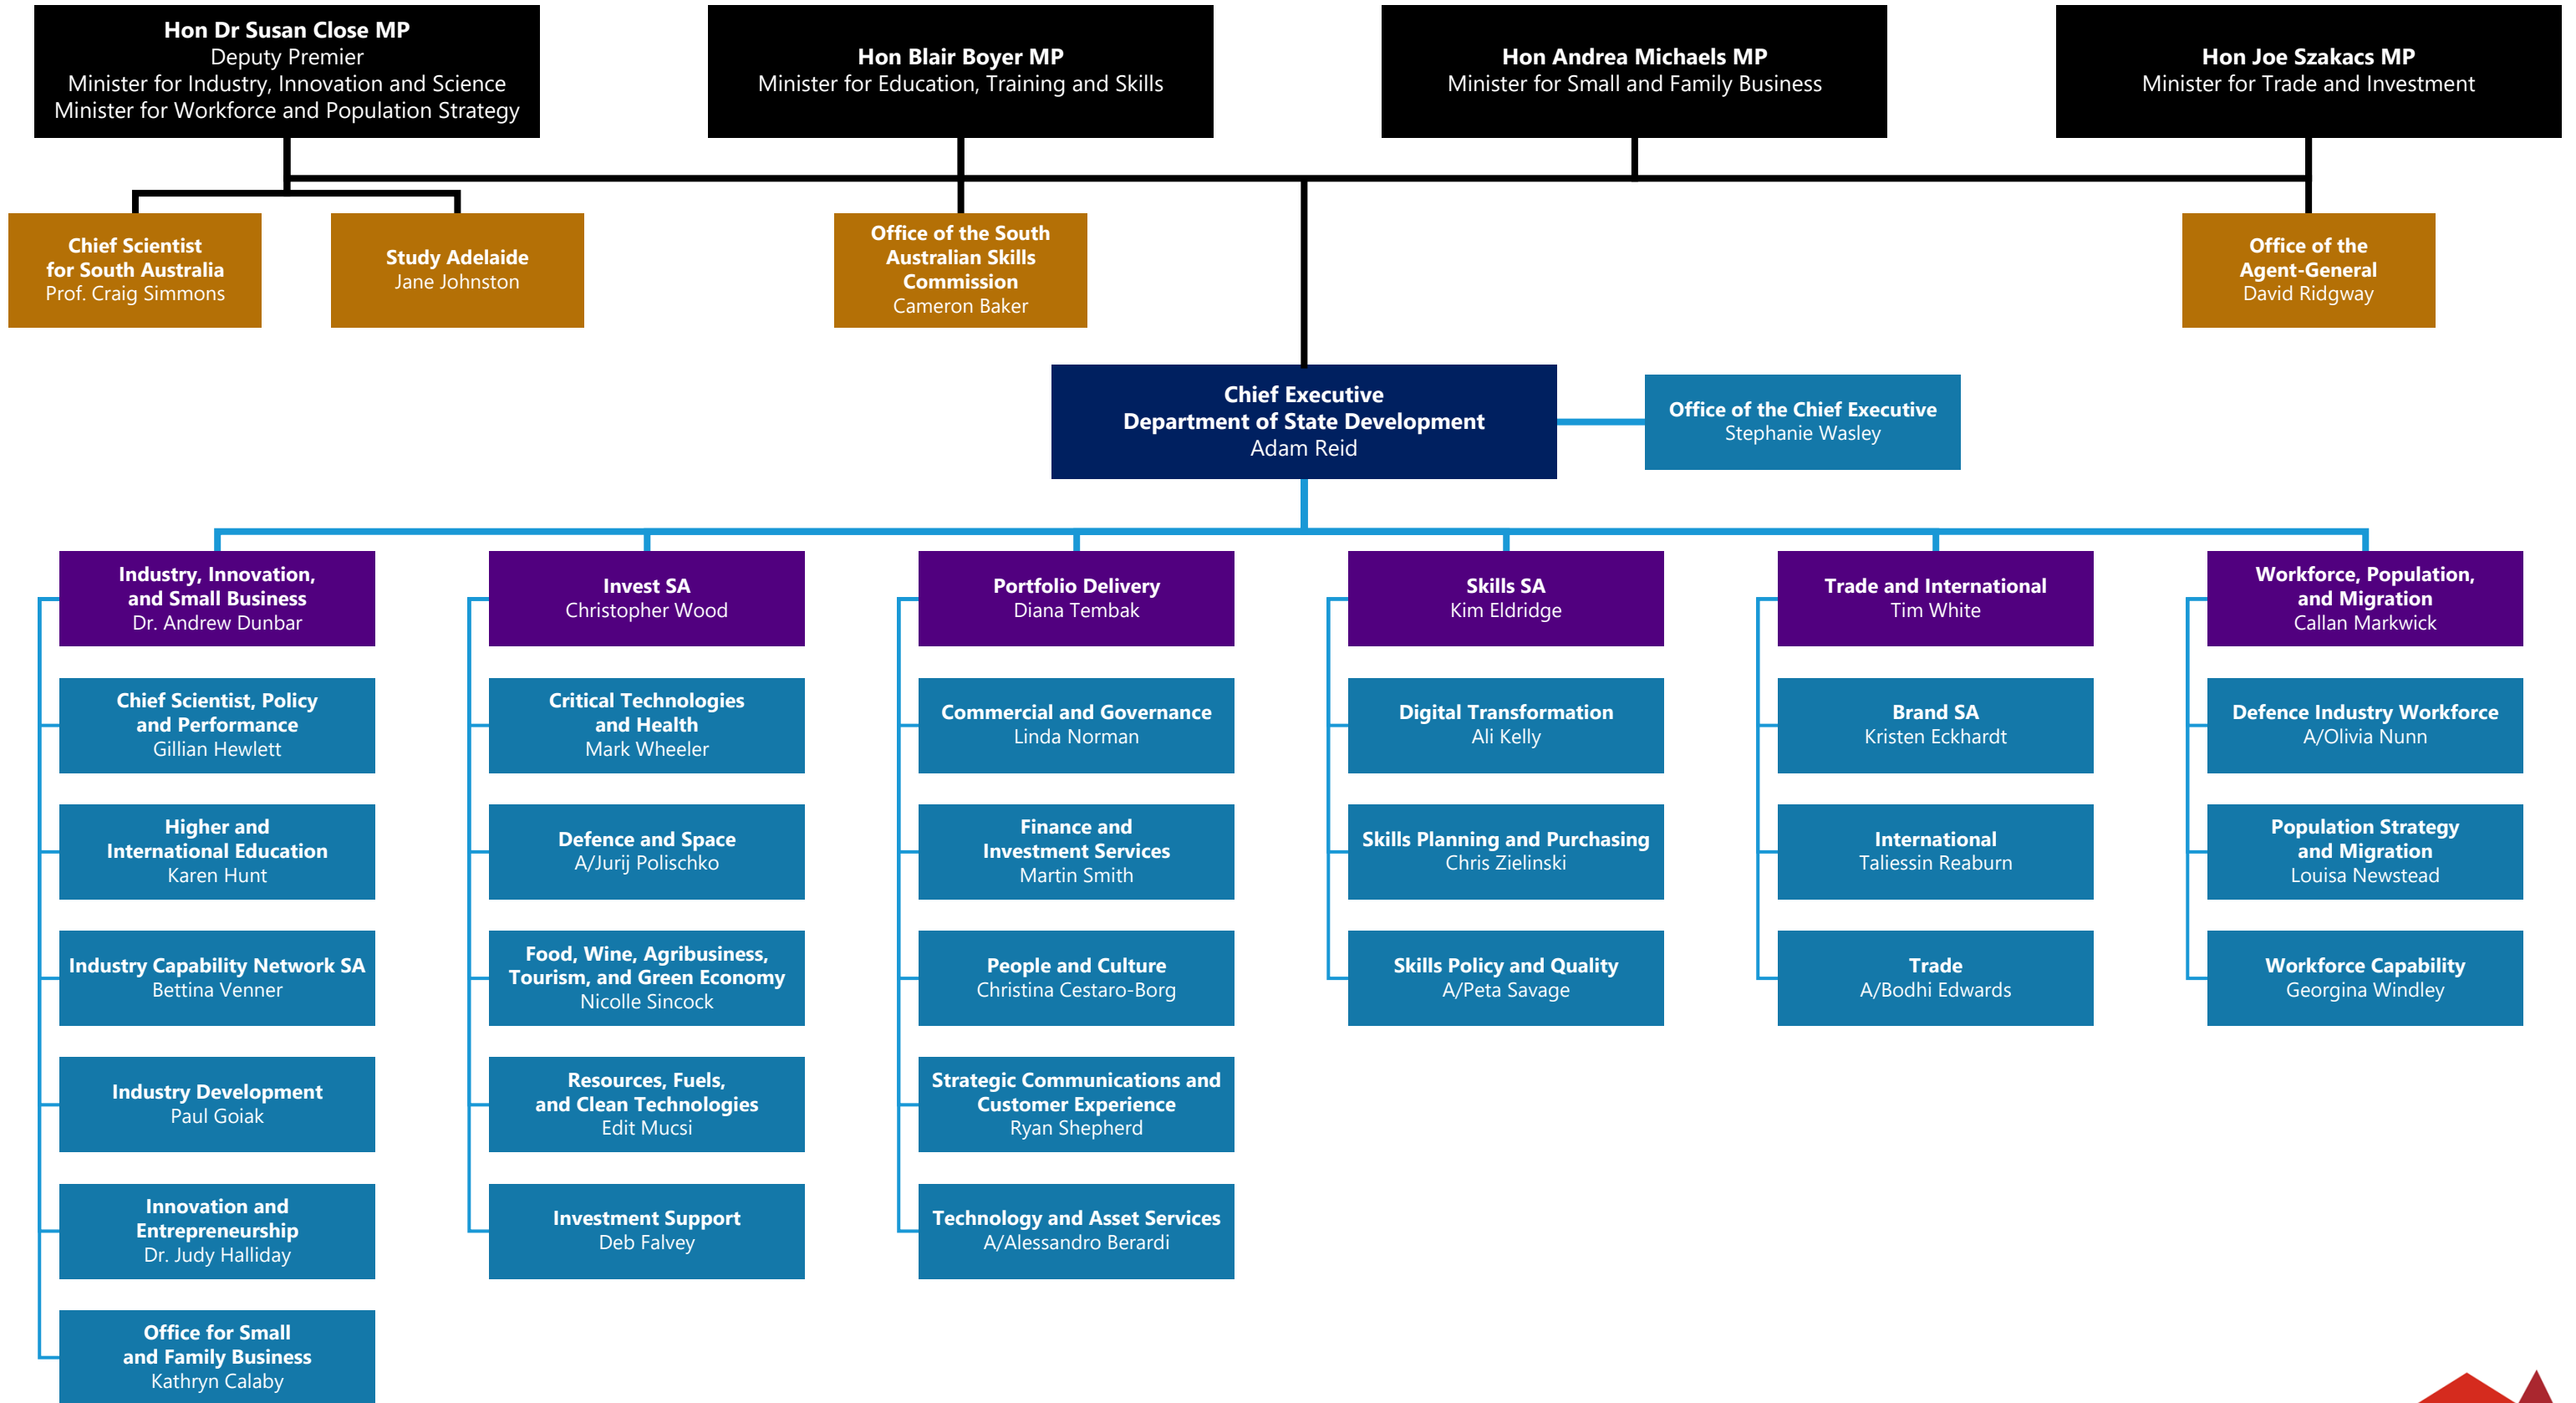 Hon Dr Susan Close MP
Deputy Premier
Minister for Industry, Innovation and Science
Minister for Workforce and Population Strategy
Hon Blair Boyer MP
Minister for Education, Training and Skills
Hon Andrea Michaels MP
Minister for Small and Family Business
Hon Joe Szakacs MP
Minister for Trade and Investment
Chief Scientist
for South Australia
Prof. Craig Simmons
Study Adelaide
Jane Johnston
Office of the South
Australian Skills
Commission
Cameron Baker
Office of the
Agent-General
David Ridgway
Chief Executive
Department of State Development
Adam Reid
Office of the Chief Executive
Stephanie Wasley
Industry, Innovation,
and Small Business
Dr. Andrew Dunbar
Chief Scientist, Policy
and Performance
Gillian Hewlett
Higher and
International Education
Karen Hunt
Industry Capability Network SA
Bettina Venner
Industry Development
Paul Goiak
Innovation and
Entrepreneurship
Dr. Judy Halliday
Office for Small
and Family Business
Kathryn Calaby
Invest SA
Christopher Wood
Critical Technologies
and Health
Mark Wheeler
Defence and Space
A/Jurij Polischko
Food, Wine, Agribusiness,
Tourism, and Green Economy
Nicolle Sincock
Resources, Fuels,
and Clean Technologies
Edit Mucsi
Investment Support
Deb Falvey
Portfolio Delivery
Diana Tembak
Commercial and Governance
Linda Norman
Finance and
Investment Services
Martin Smith
People and Culture
Christina Cestaro-Borg
Strategic Communications and
Customer Experience
Ryan Shepherd
Technology and Asset Services
A/Alessandro Berardi
Skills SA
Kim Eldridge
Digital Transformation
Ali Kelly
Skills Planning and Purchasing
Chris Zielinski
Skills Policy and Quality
A/Peta Savage
Trade and International
Tim White
Brand SA
Kristen Eckhardt
International
Taliessin Reaburn
Trade
A/Bodhi Edwards
Workforce, Population,
and Migration
Callan Markwick
Defence Industry Workforce
A/Olivia Nunn
Population Strategy
and Migration
Louisa Newstead
Workforce Capability
Georgina Windley